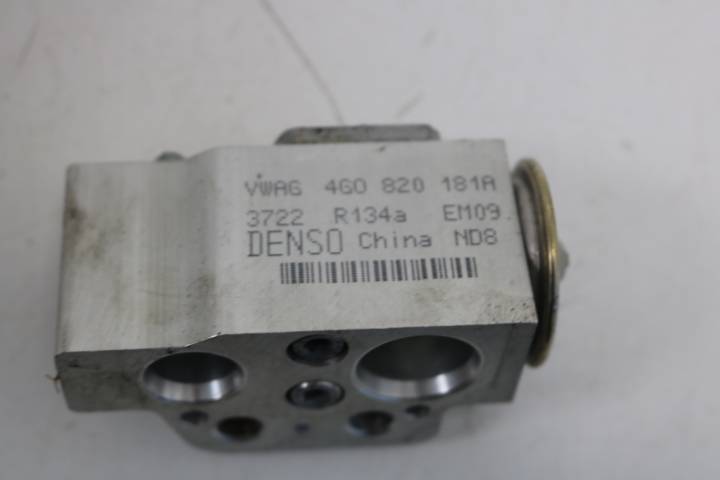 VWAG 4G0 820 181A
3722 R134a EM09
DENSO China ND8